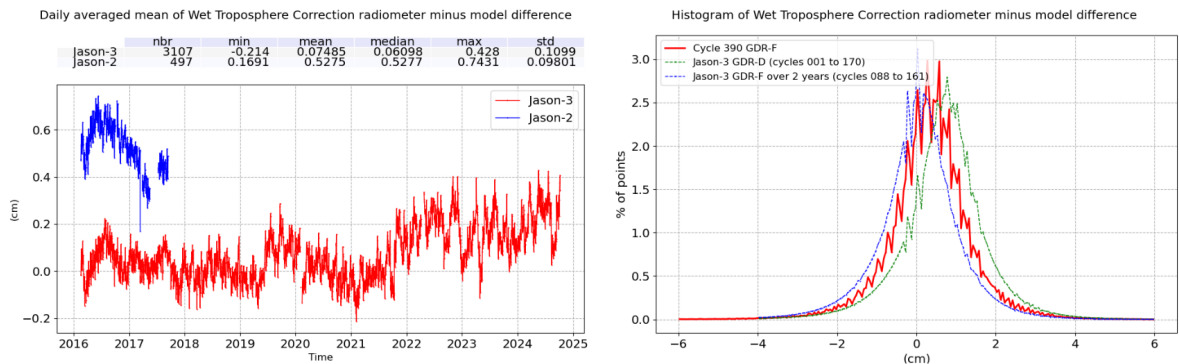 Daily averaged mean of Wet Troposphere Correction radiometer minus model difference
nbr min mean median max std
Jason-3 3107 -0.214 0.07485 0.06098 0.428 0.1099
Jason-2 497 0.1691 0.5275 0.5277 0.7431 0.09801
Jason-3
Jason-2
0.6
0.4
0.2
0.0
−0.2
(cm)
2016 2017 2018 2019 2020 2021 2022 2023 2024 2025
Time
Histogram of Wet Troposphere Correction radiometer minus model difference
Cycle 390 GDR-F
Jason-3 GDR-D (cycles 001 to 170)
Jason-3 GDR-F over 2 years (cycles 088 to 161)
3.0
2.5
2.0
1.5
1.0
0.5
0.0
% of points
−6 −4 −2 0 2 4 6
(cm)